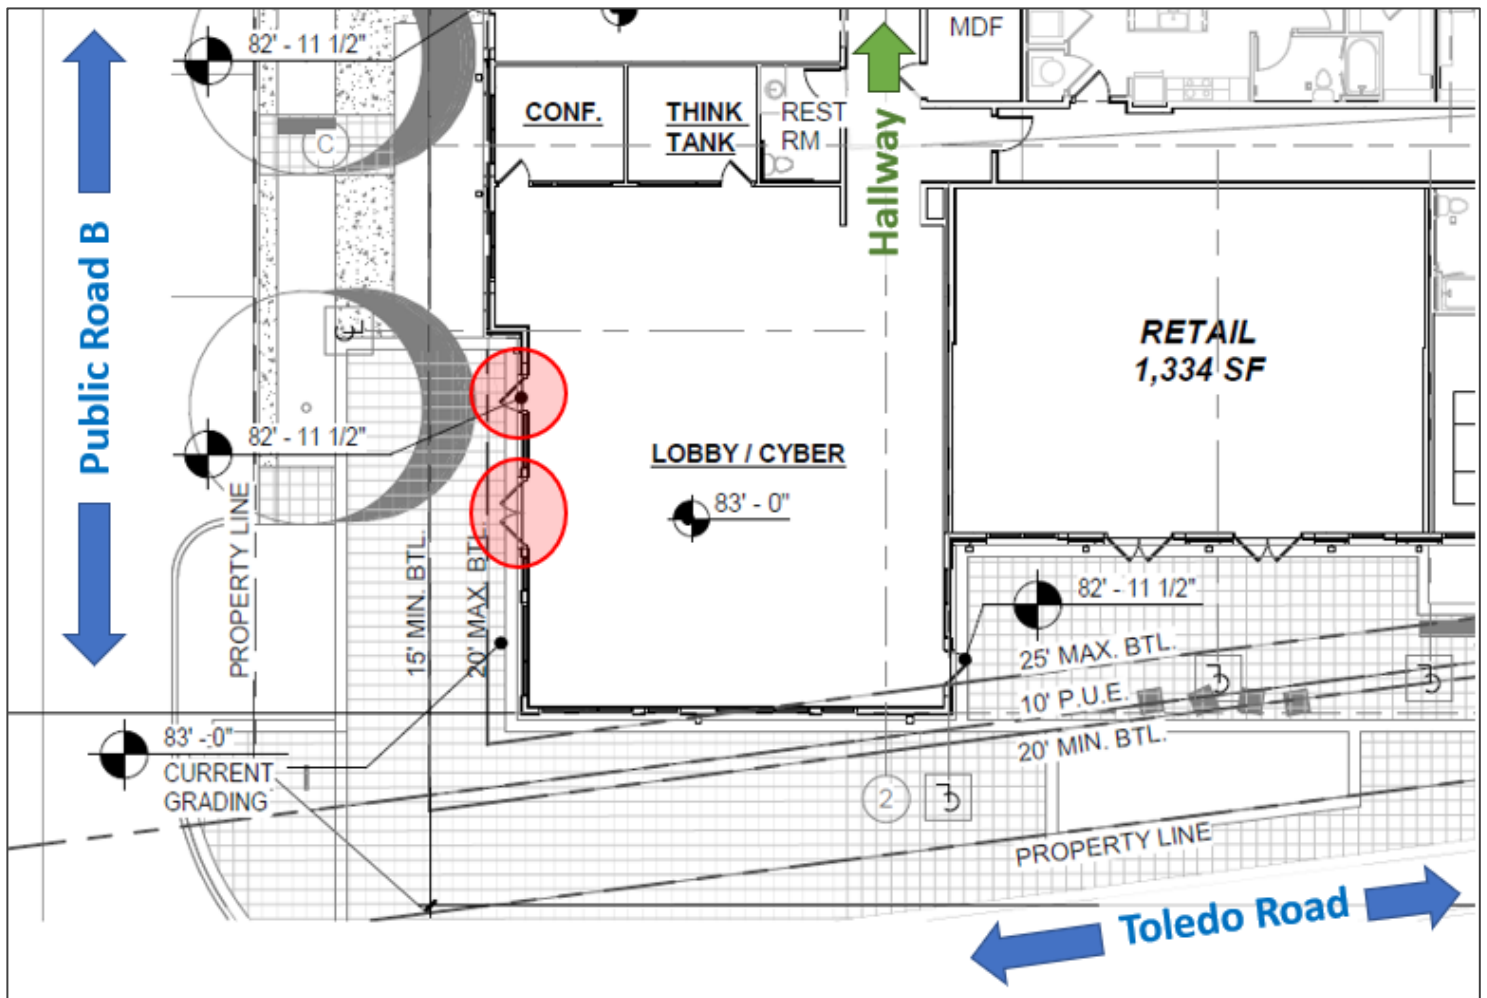 82' - 11 1/2"
MDF
CONF.
THINK
TANK
REST
RM
C
Hallway
Public Road B
RETAIL
1,334 SF
82' - 11 1/2"
LOBBY / CYBER
83' - 0"
PROPERTY LINE
15' MIN. BTL.
20' MAX. BTL.
82' - 11 1/2"
25' MAX. BTL.
10' P.U.E.
20' MIN. BTL.
83' - 0"
CURRENT
GRADING
2
PROPERTY LINE
Toledo Road